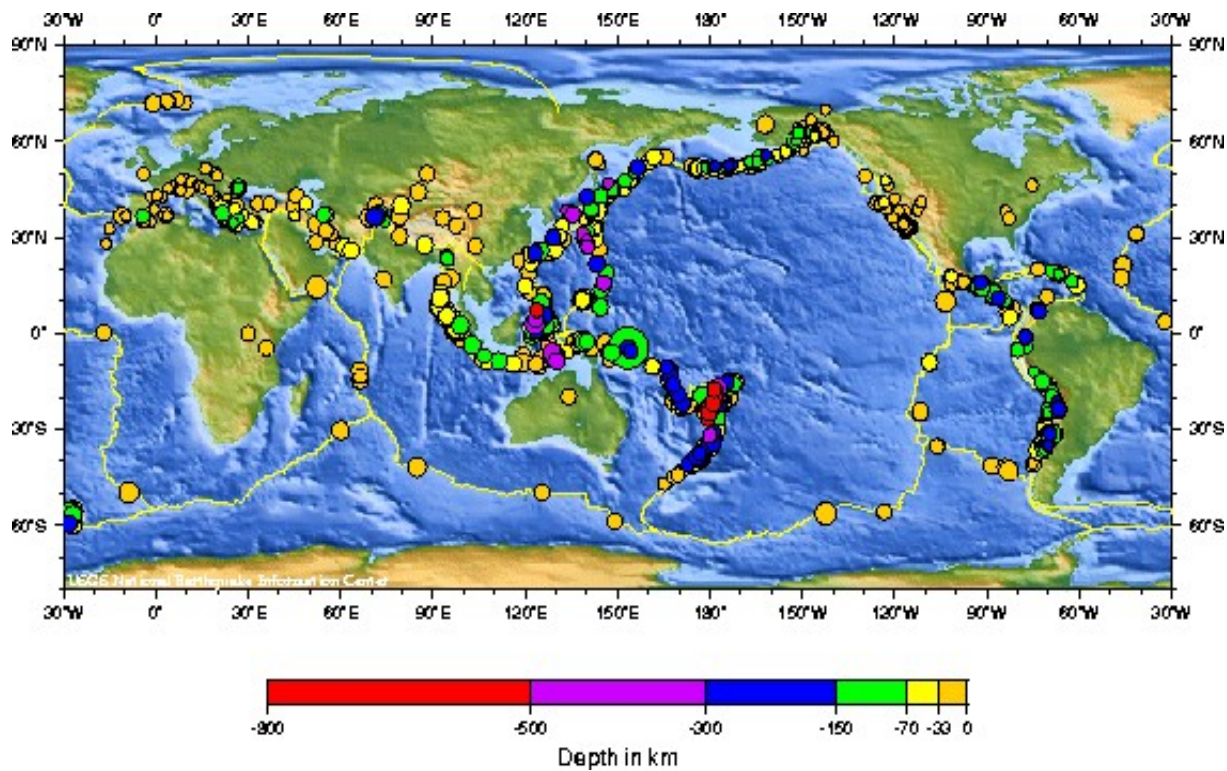 30°W 0° 30°E 60°E 90°E 120°E 150°E 180° 150°W 120°W 90°W 60°W 30°W
90°N 90°N
60°N 60°N
30°N 30°N
0° 0°
30°S 30°S
60°S 60°S
USGS National Earthquake Information Center
30°W 0° 30°E 60°E 90°E 120°E 150°E 180° 150°W 120°W 90°W 60°W 30°W
-800 -500 -300 -150 -70 -33 0
Depth in km